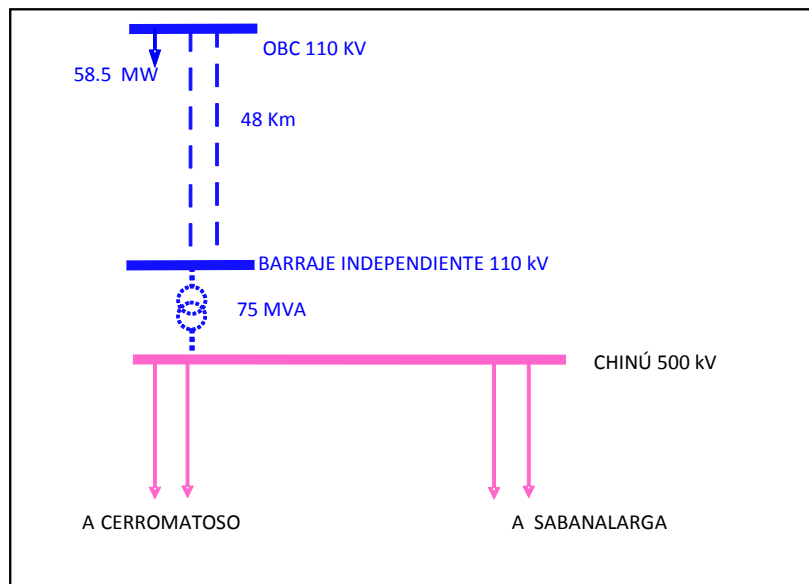 OBC 110 KV
58.5 MW
48 Km
BARRAJE INDEPENDIENTE 110 kV
75 MVA
CHINÚ 500 kV
A CERROMATOSO
A SABANALARGA